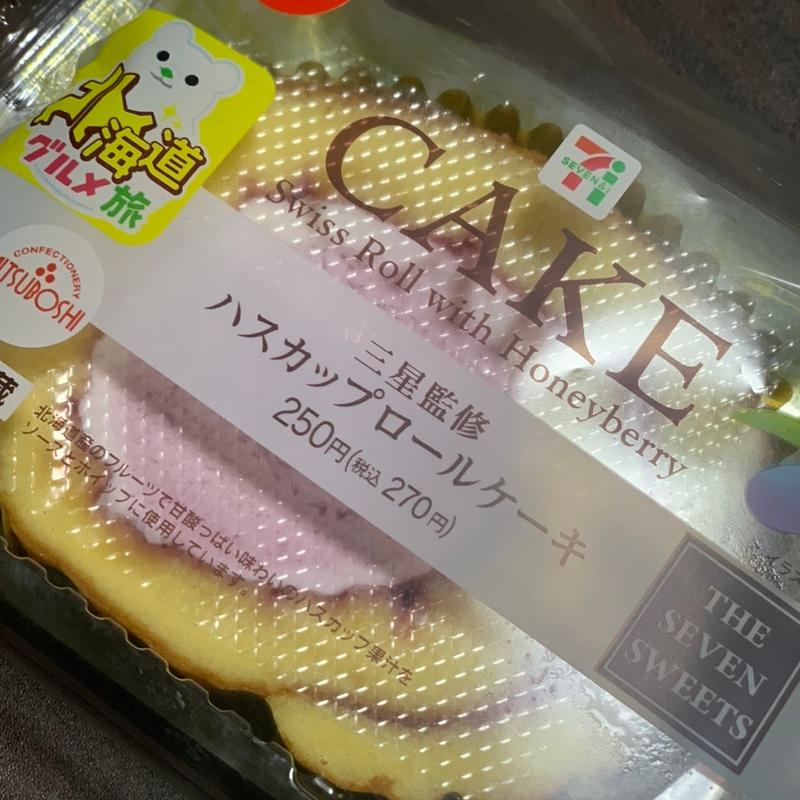 北海道
グルメ旅
SEVEN&i
CAKE
Swiss Roll with Honeyberry
CONFECTIONERY
MITSUBOSHI
三星監修
ハスカップロールケーキ
250円(税込 270円)
蔵
北海道産のフルーツで甘酸っぱい味わいのハスカップ果汁を
ソースとホイップに使用しています。
イラス
THE
SEVEN
SWEETS